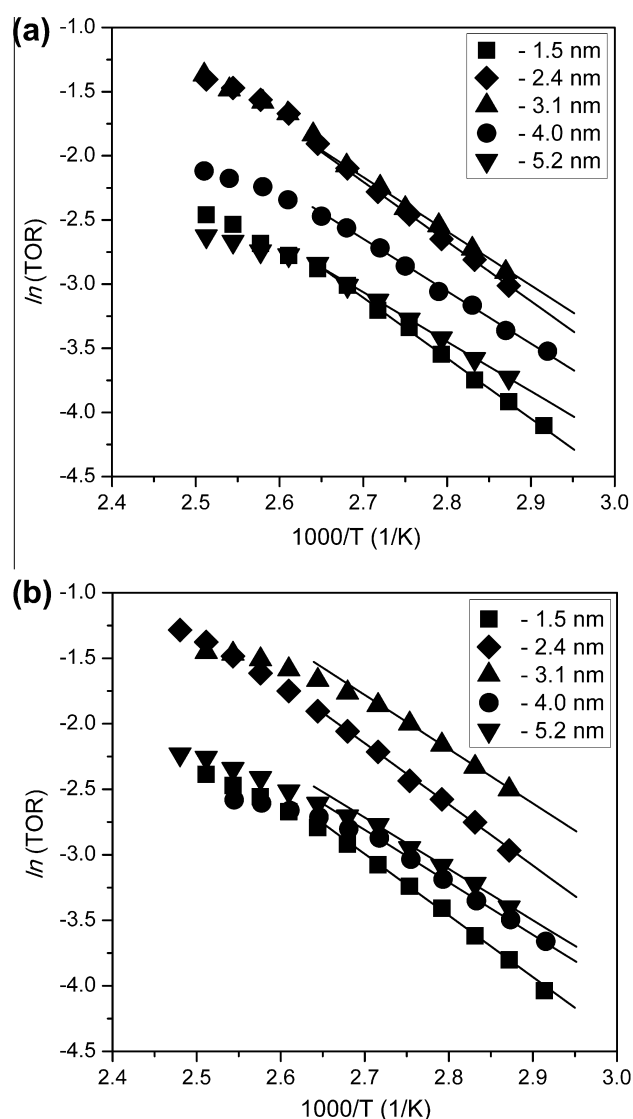 (a)
-1.0
-1.5
-2.0
-2.5
-3.0
-3.5
-4.0
-4.5
ln (TOR)
- 1.5 nm
- 2.4 nm
- 3.1 nm
- 4.0 nm
- 5.2 nm
2.4 2.5 2.6 2.7 2.8 2.9 3.0
1000/T (1/K)
(b)
-1.0
-1.5
-2.0
-2.5
-3.0
-3.5
-4.0
-4.5
ln (TOR)
- 1.5 nm
- 2.4 nm
- 3.1 nm
- 4.0 nm
- 5.2 nm
2.4 2.5 2.6 2.7 2.8 2.9 3.0
1000/T (1/K)